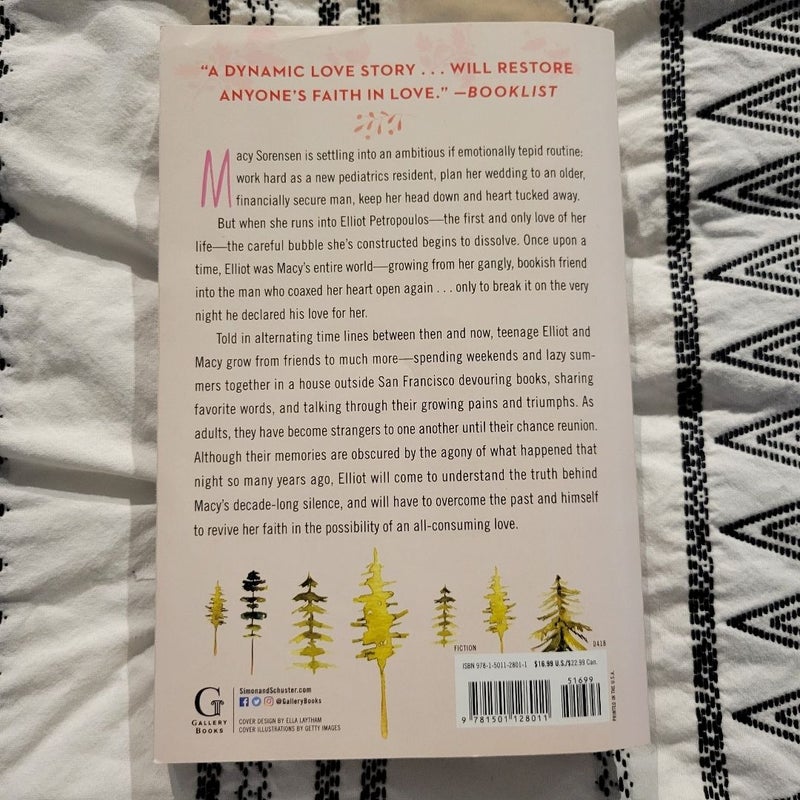 “A DYNAMIC LOVE STORY . . . WILL RESTORE
ANYONE’S FAITH IN LOVE.” —BOOKLIST
Macy Sorensen is settling into an ambitious if emotionally tepid routine:
work hard as a new pediatrics resident, plan her wedding to an older,
financially secure man, keep her head down and heart tucked away.
But when she runs into Elliot Petropoulos—the first and only love of her
life—the careful bubble she’s constructed begins to dissolve. Once upon a
time, Elliot was Macy’s entire world—growing from her gangly, bookish friend
into the man who coaxed her heart open again . . . only to break it on the very
night he declared his love for her.
Told in alternating time lines between then and now, teenage Elliot and
Macy grow from friends to much more—spending weekends and lazy sum-
mers together in a house outside San Francisco devouring books, sharing
favorite words, and talking through their growing pains and triumphs. As
adults, they have become strangers to one another until their chance reunion.
Although their memories are obscured by the agony of what happened that
night so many years ago, Elliot will come to understand the truth behind
Macy’s decade-long silence, and will have to overcome the past and himself
to revive her faith in the possibility of an all-consuming love.
FICTION 0418
ISBN 978-1-5011-2801-1 $16.99 U.S./$22.99 Can.
51699
9 781501 128011
PRINTED IN THE U.S.A.
G
GALLERY
BOOKS
SimonandSchuster.com
@GalleryBooks
COVER DESIGN BY ELLA LAYTHAM
COVER ILLUSTRATIONS BY GETTY IMAGES